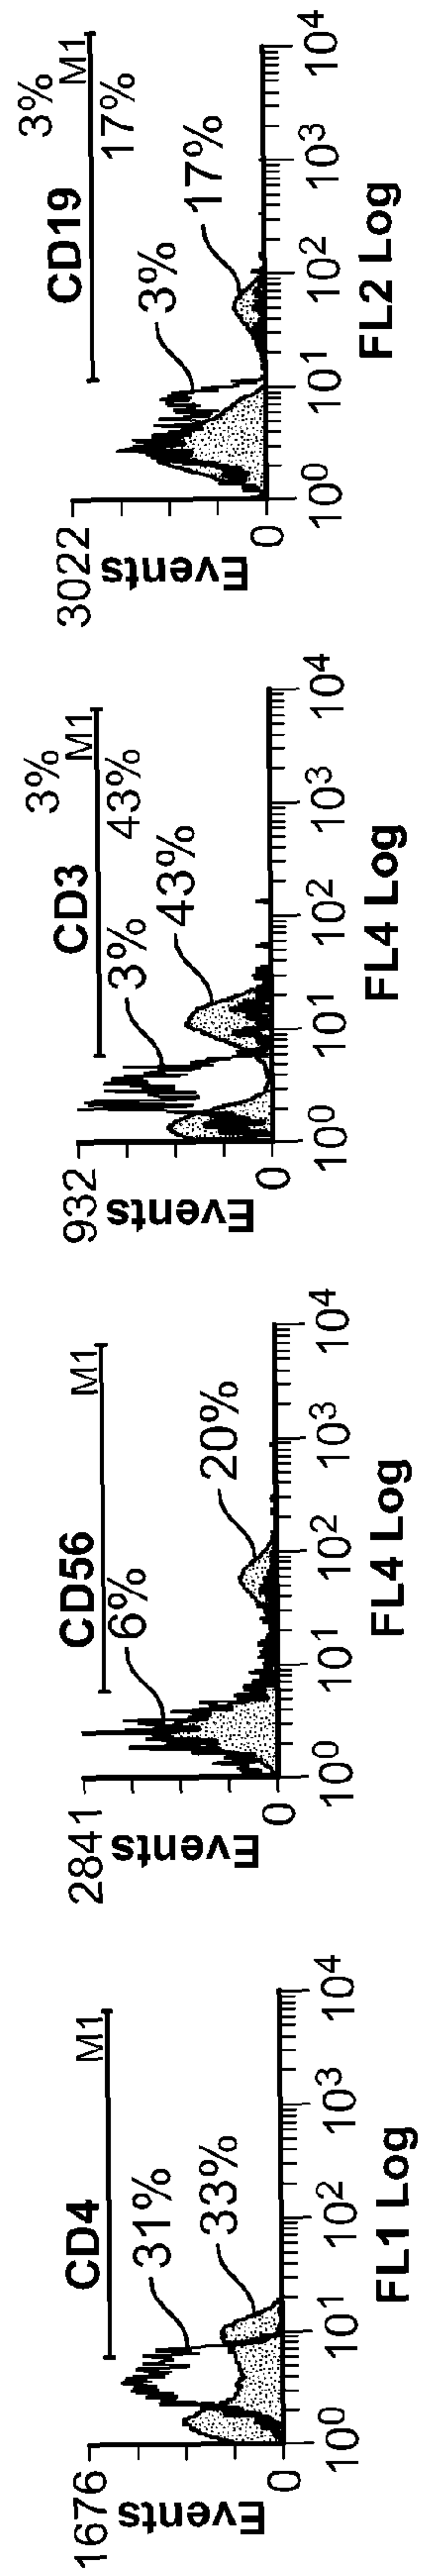 CD4
M1
1676
31%
33%
Events
0
10⁰ 10¹ 10² 10³ 10⁴
FL1 Log
CD56
M1
2841
6%
20%
Events
0
10⁰ 10¹ 10² 10³ 10⁴
FL4 Log
3%
CD3
M1
932
3%
43%
43%
Events
0
10⁰ 10¹ 10² 10³ 10⁴
FL4 Log
3%
CD19
M1
3022
3%
17%
17%
Events
0
10⁰ 10¹ 10² 10³ 10⁴
FL2 Log